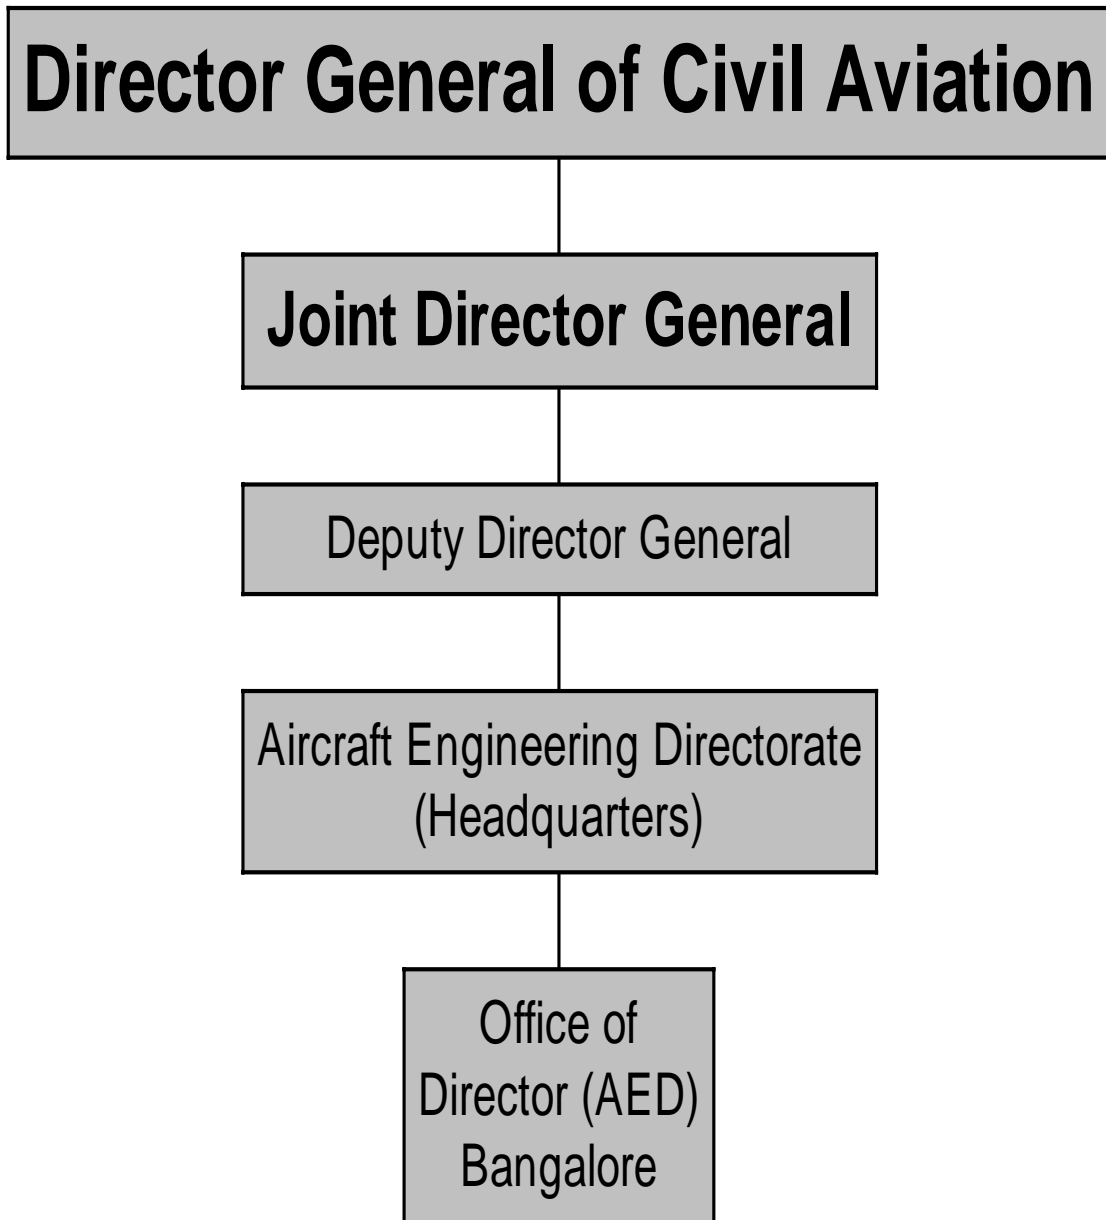 Director General of Civil Aviation
Joint Director General
Deputy Director General
Aircraft Engineering Directorate
(Headquarters)
Office of
Director (AED)
Bangalore